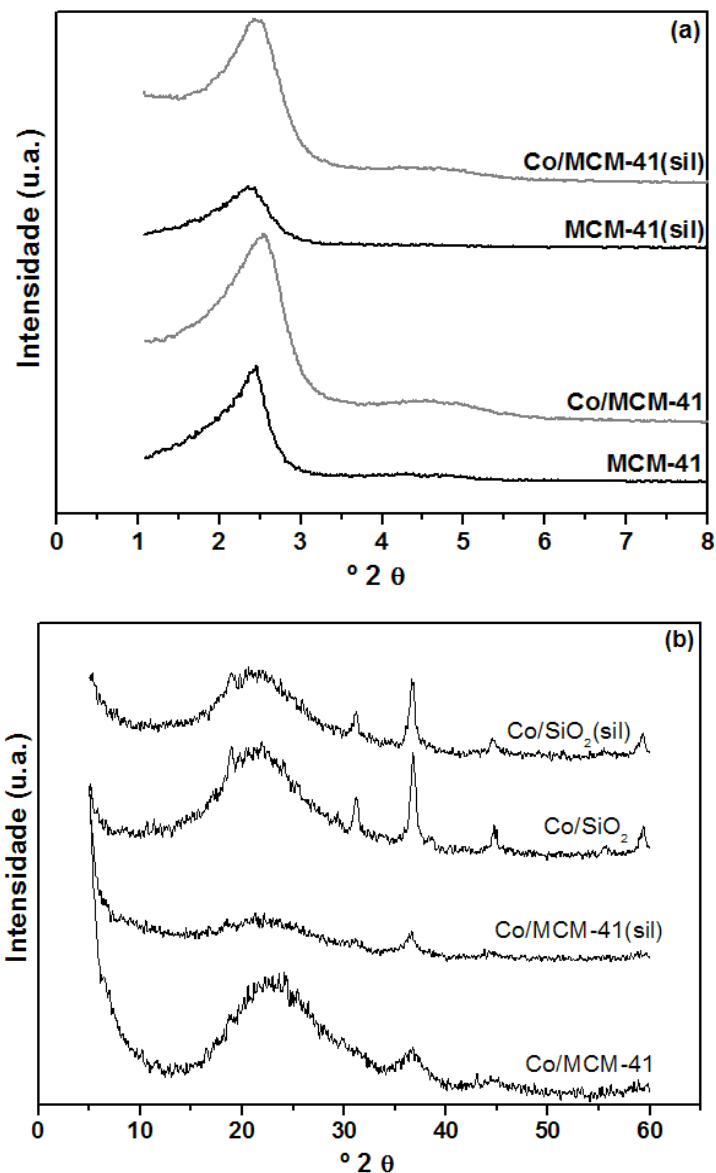 (a)
Intensidade (u.a.)
Co/MCM-41(sil)
MCM-41(sil)
Co/MCM-41
MCM-41
0 1 2 3 4 5 6 7 8
º 2 θ
(b)
Intensidade (u.a.)
Co/SiO₂(sil)
Co/SiO₂
Co/MCM-41(sil)
Co/MCM-41
0 10 20 30 40 50 60
º 2 θ